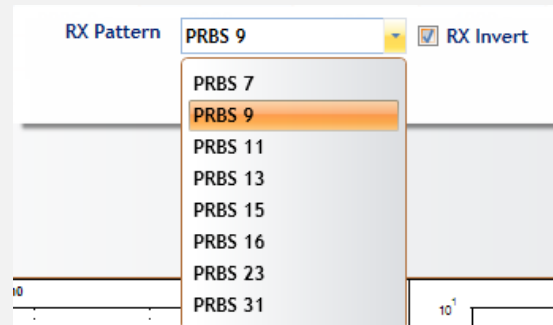 RX Pattern PRBS 9 RX Invert
PRBS 7
PRBS 9
PRBS 11
PRBS 13
PRBS 15
PRBS 16
PRBS 23
PRBS 31
10¹